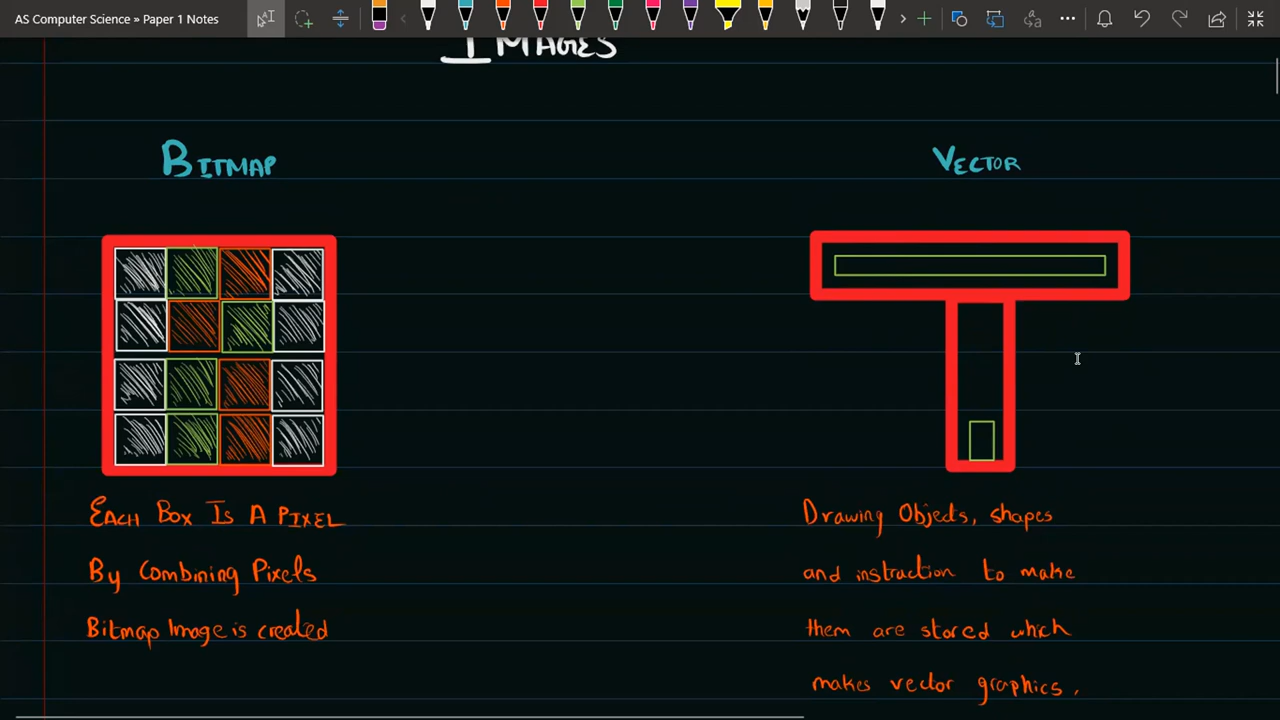 AS Computer Science » Paper 1 Notes
IMAGES
BITMAP
VECTOR
EACH BOX IS A PIXEL
By Combining Pixels
Bitmap Image is created
Drawing Objects, shapes
and instruction to make
them are stored which
makes vector graphics.